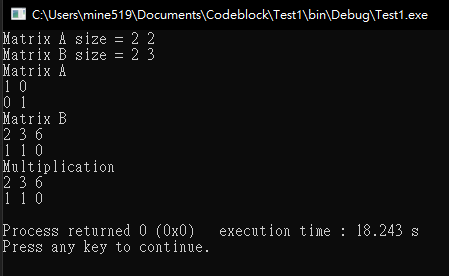 C:\Users\mine519\Documents\Codeblock\Test1\bin\Debug\Test1.exe
Matrix A size = 2 2
Matrix B size = 2 3
Matrix A
1 0
0 1
Matrix B
2 3 6
1 1 0
Multiplication
2 3 6
1 1 0
Process returned 0 (0x0)   execution time : 18.243 s
Press any key to continue.